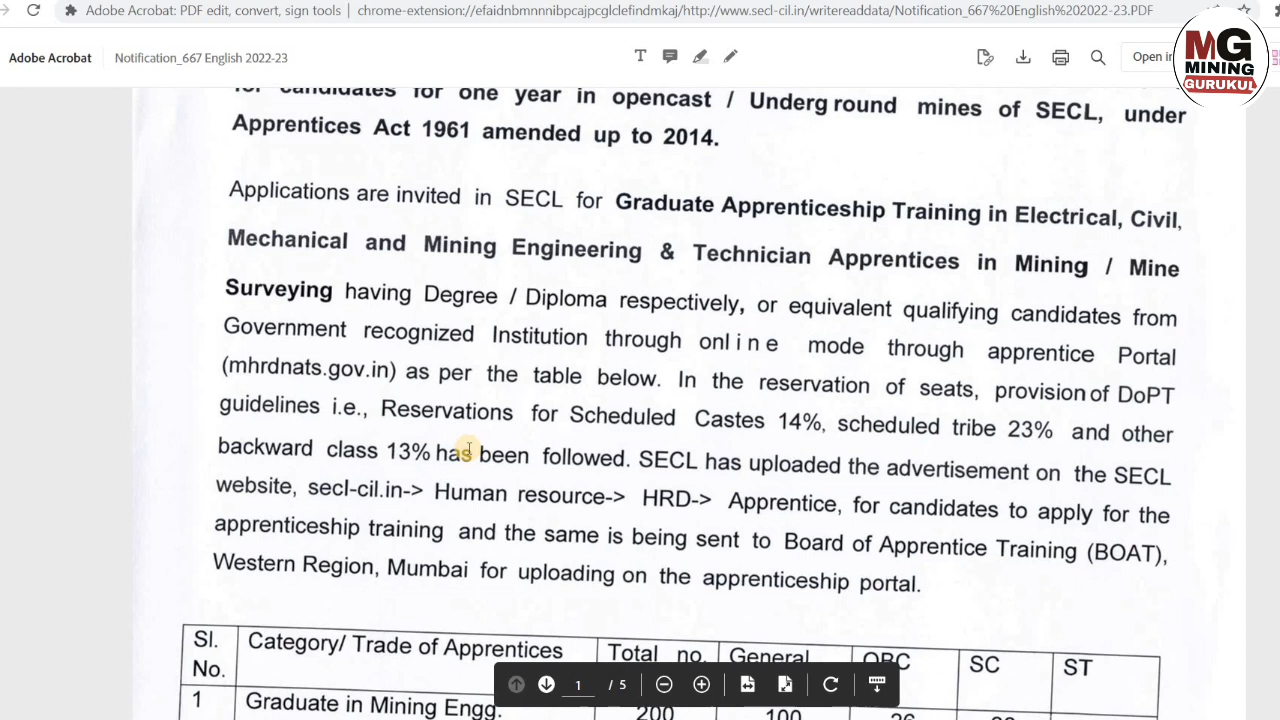 Adobe Acrobat: PDF edit, convert, sign tools | chrome-extension://efaidnbmnnnibpcajpcglclefindmkaj/http://www.secl-cil.in/writereaddata/Notification_667%20English%202022-23.PDF
Adobe Acrobat Notification_667 English 2022-23
Open in
MG
MINING
GURUKUL
for candidates for one year in opencast / Underground mines of SECL, under
Apprentices Act 1961 amended up to 2014.
Applications are invited in SECL for Graduate Apprenticeship Training in Electrical, Civil,
Mechanical and Mining Engineering & Technician Apprentices in Mining / Mine
Surveying having Degree / Diploma respectively, or equivalent qualifying candidates from
Government recognized Institution through online mode through apprentice Portal
(mhrdnats.gov.in) as per the table below. In the reservation of seats, provision of DoPT
guidelines i.e., Reservations for Scheduled Castes 14%, scheduled tribe 23% and other
backward class 13% has been followed. SECL has uploaded the advertisement on the SECL
website, secl-cil.in-> Human resource-> HRD-> Apprentice, for candidates to apply for the
apprenticeship training and the same is being sent to Board of Apprentice Training (BOAT),
Western Region, Mumbai for uploading on the apprenticeship portal.
Sl. No. Category/ Trade of Apprentices Total no. General OBC SC ST
1 Graduate in Mining Engg. 200 100
1 / 5